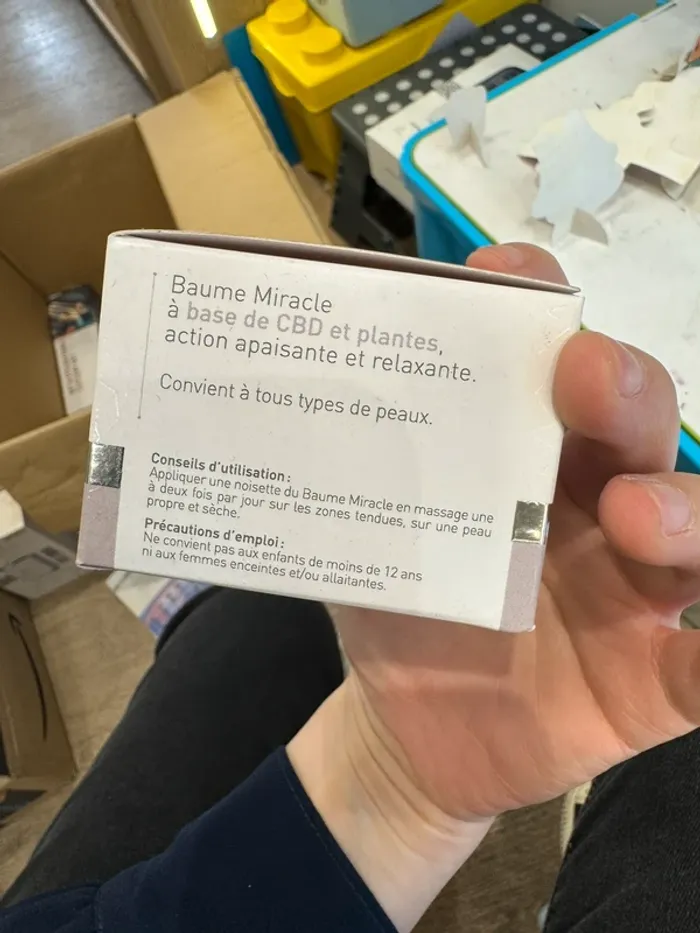 Baume Miracle
à base de CBD et plantes,
action apaisante et relaxante.
Convient à tous types de peaux.
Conseils d'utilisation :
Appliquer une noisette du Baume Miracle en massage une
à deux fois par jour sur les zones tendues, sur une peau
propre et sèche.
Précautions d'emploi :
Ne convient pas aux enfants de moins de 12 ans
ni aux femmes enceintes et/ou allaitantes.